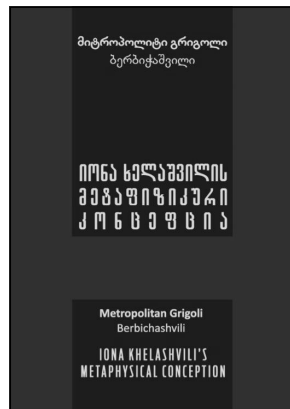 მიტროპოლიტი გრიგოლი
ბერბიჭაშვილი
იონა ხელაშვილის
მეტაფიზიკური
კონცეფცია
Metropolitan Grigoli
Berbichashvili
IONA KHELASHVILI'S
METAPHYSICAL CONCEPTION